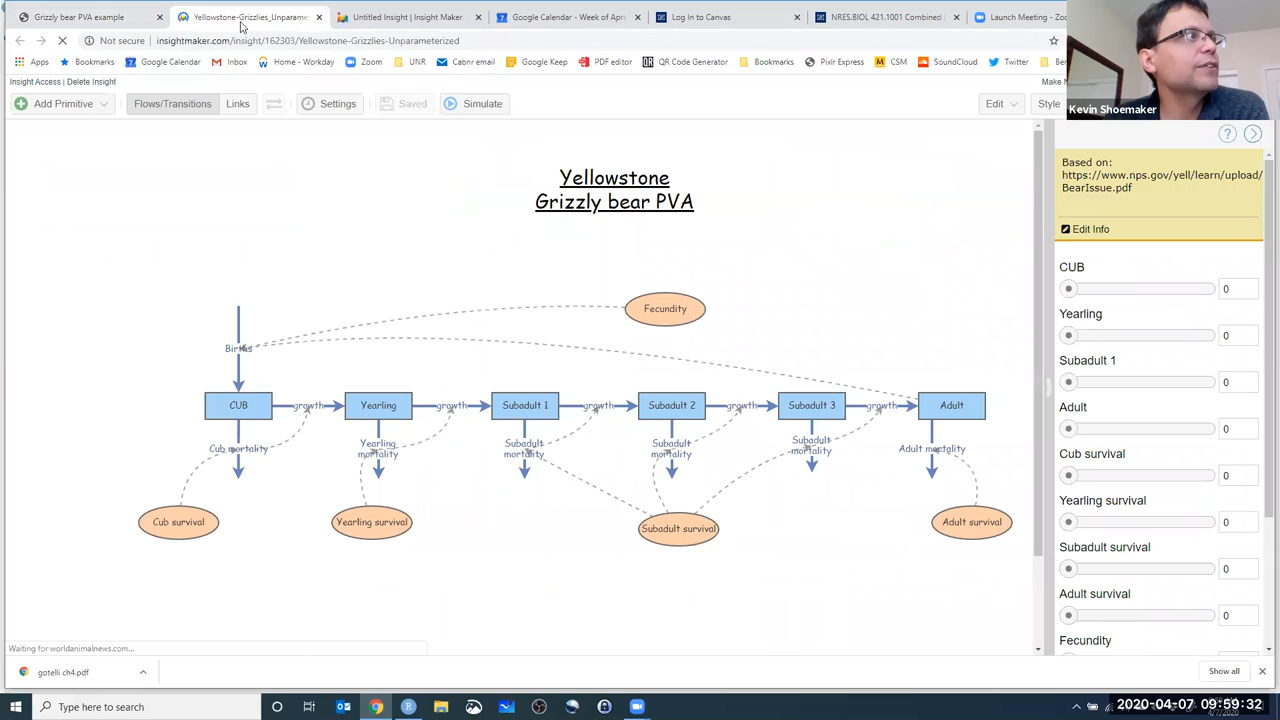 Grizzly bear PVA example
Yellowstone-Grizzlies_Unparame
Untitled Insight | Insight Maker
Google Calendar - Week of April
Log In to Canvas
NRES.BIOL 421.1001 Combined (
Launch Meeting - Zoo
Not secure | insightmaker.com/insight/162303/Yellowstone-Grizzlies-Unparameterized
Apps
Bookmarks
Google Calendar
Inbox
Home - Workday
Zoom
UNR
Cabnr email
Google Keep
PDF editor
QR Code Generator
Bookmarks
Pixlr Express
CSM
SoundCloud
Twitter
Ber
Insight Access | Delete Insight
Make N
Add Primitive
Flows/Transitions
Links
Settings
Saved
Simulate
Edit
Style
Kevin Shoemaker
Yellowstone
Grizzly bear PVA
Fecundity
Births
CUB
growth
Yearling
growth
Subadult 1
growth
Subadult 2
growth
Subadult 3
growth
Adult
Cub mortality
Yearling
mortality
Subadult
mortality
Subadult
mortality
Subadult
mortality
Adult mortality
Cub survival
Yearling survival
Subadult survival
Adult survival
Based on:
https://www.nps.gov/yell/learn/upload/
BearIssue.pdf
Edit Info
CUB
0
Yearling
0
Subadult 1
0
Adult
0
Cub survival
0
Yearling survival
0
Subadult survival
0
Adult survival
0
Fecundity
Waiting for worldanimalnews.com...
gotelli ch4.pdf
Show all
Type here to search
2020-04-07 09:59:32